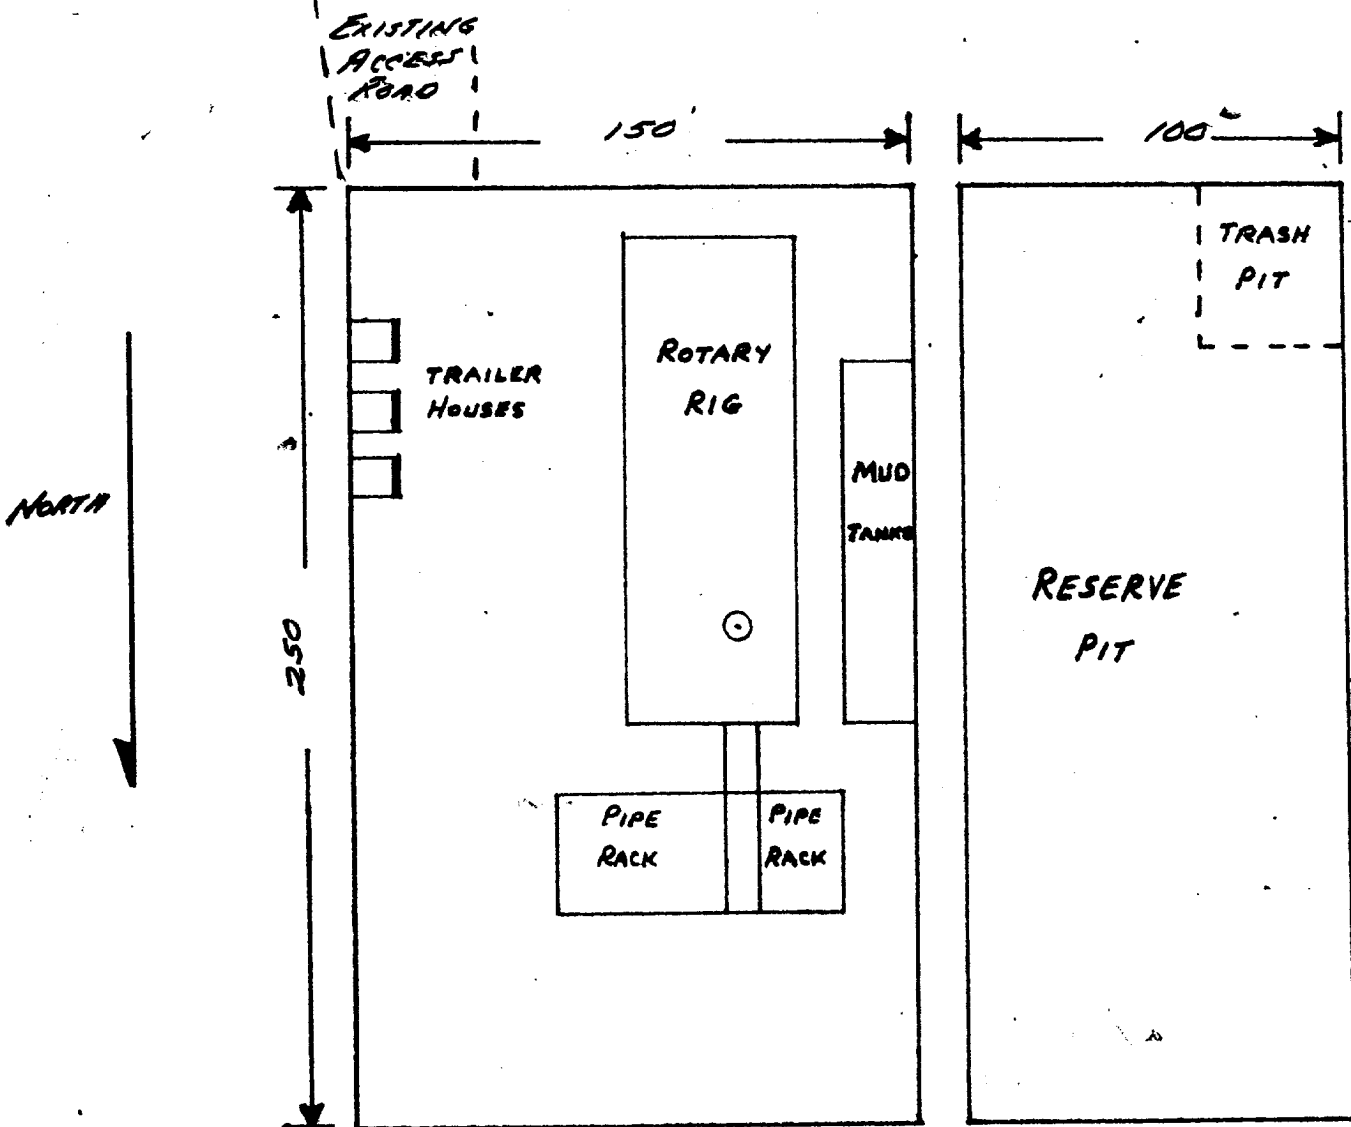 EXISTING
ACCESS
ROAD
150'
100'
TRASH
PIT
ROTARY
RIG
TRAILER
HOUSES
MUD
TANKS
NORTH
RESERVE
PIT
250
PIPE
RACK
PIPE
RACK